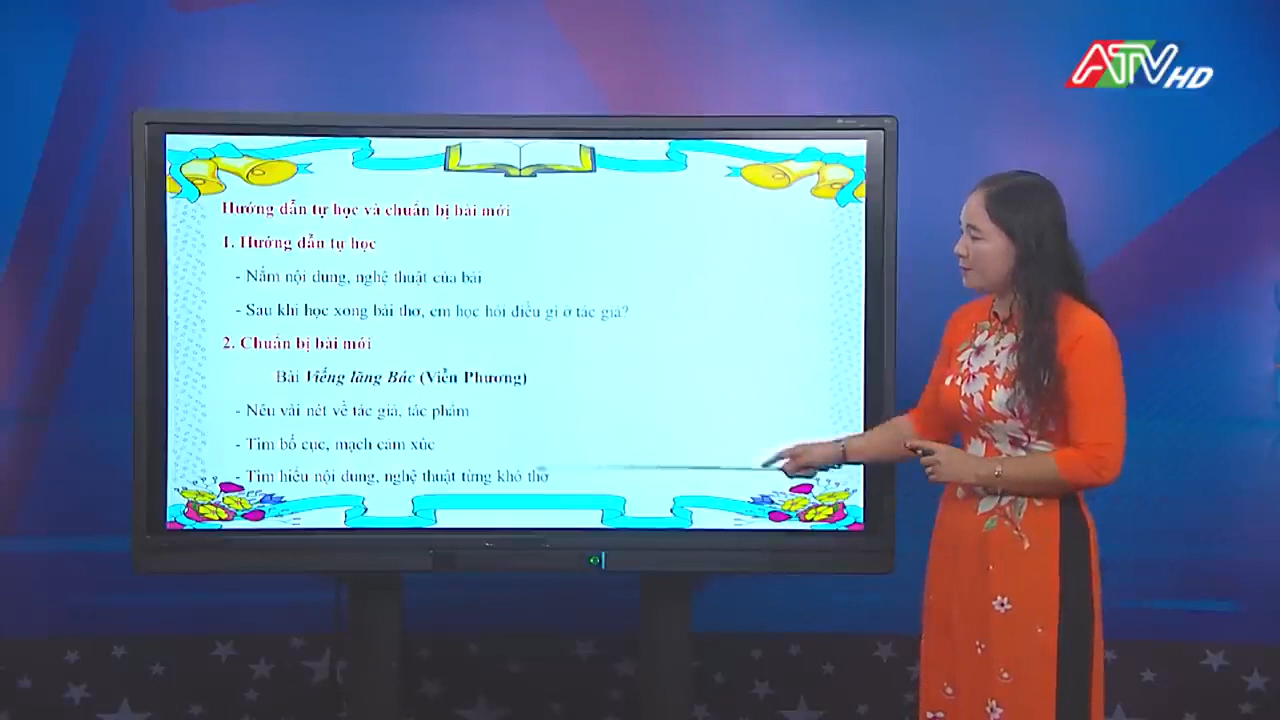 ATV HD
Hướng dẫn tự học và chuẩn bị bài mới
1. Hướng dẫn tự học
- Nắm nội dung, nghệ thuật của bài
- Sau khi học xong bài thơ, em học hỏi điều gì ở tác giả?
2. Chuẩn bị bài mới
Bài Viếng lăng Bác (Viễn Phương)
- Nêu vài nét về tác giả, tác phẩm
- Tìm bố cục, mạch cảm xúc
- Tìm hiểu nội dung, nghệ thuật từng khổ thơ